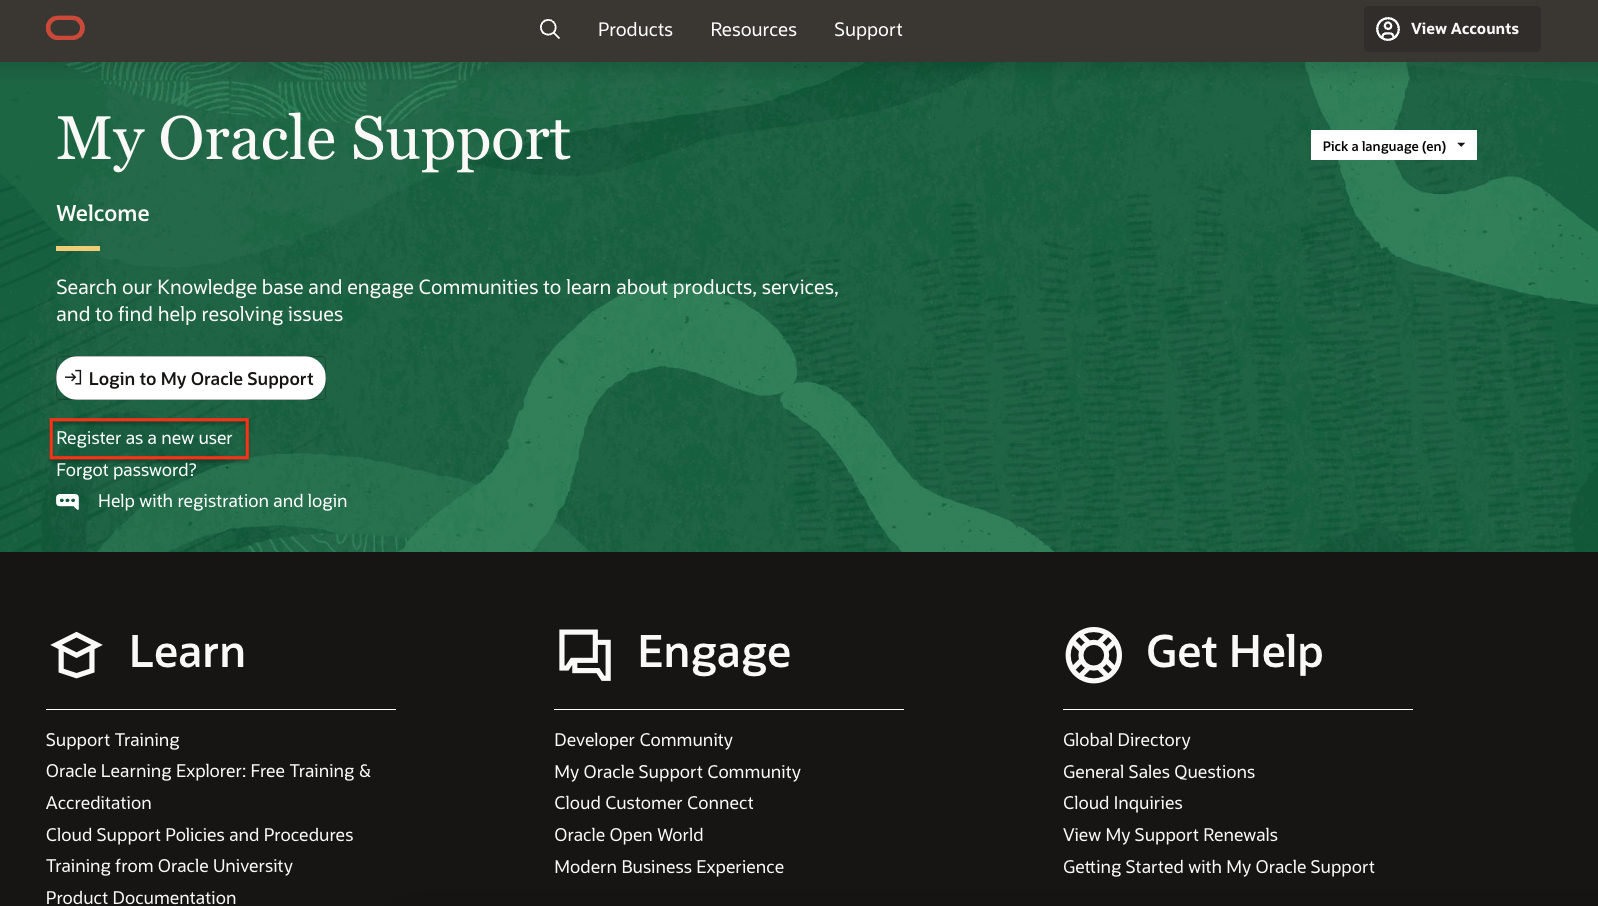 Products
Resources
Support
View Accounts
My Oracle Support
Pick a language (en)
Welcome
Search our Knowledge base and engage Communities to learn about products, services,
and to find help resolving issues
Login to My Oracle Support
Register as a new user
Forgot password?
Help with registration and login
Learn
Support Training
Oracle Learning Explorer: Free Training &
Accreditation
Cloud Support Policies and Procedures
Training from Oracle University
Product Documentation
Engage
Developer Community
My Oracle Support Community
Cloud Customer Connect
Oracle Open World
Modern Business Experience
Get Help
Global Directory
General Sales Questions
Cloud Inquiries
View My Support Renewals
Getting Started with My Oracle Support